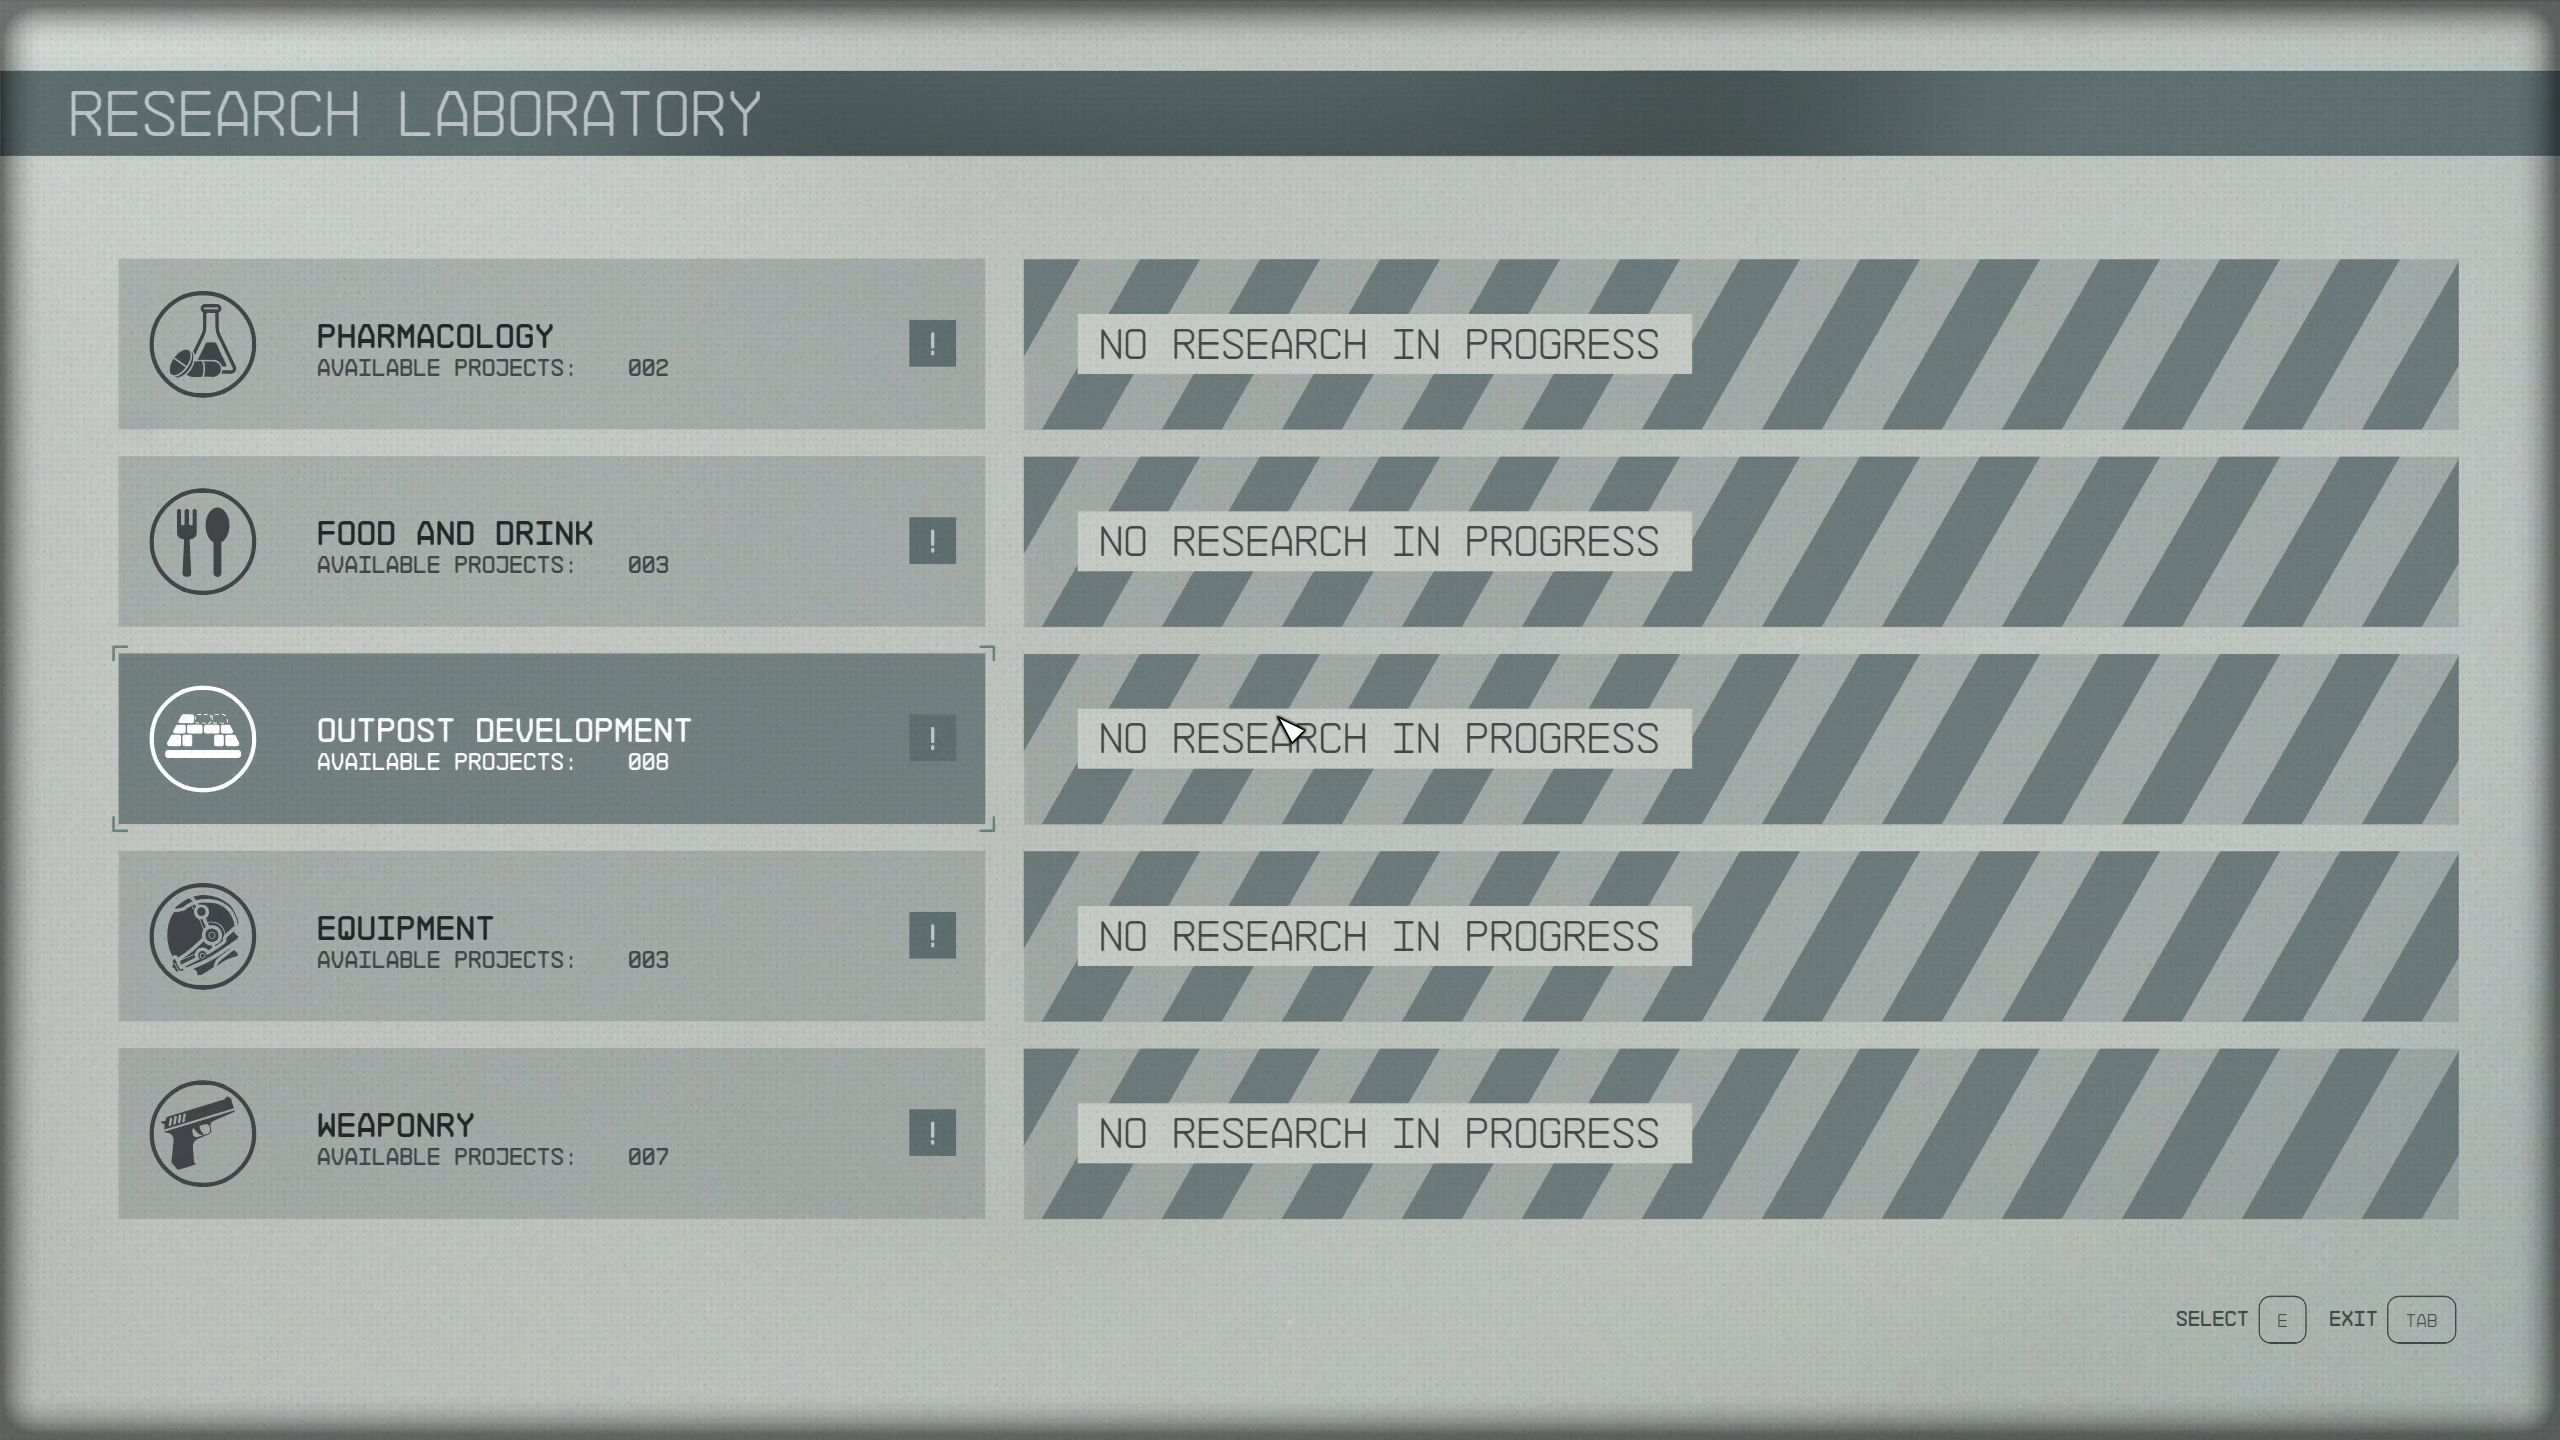 RESEARCH LABORATORY
PHARMACOLOGY
AVAILABLE PROJECTS: 002
!
NO RESEARCH IN PROGRESS
FOOD AND DRINK
AVAILABLE PROJECTS: 003
!
NO RESEARCH IN PROGRESS
OUTPOST DEVELOPMENT
AVAILABLE PROJECTS: 008
!
NO RESEARCH IN PROGRESS
EQUIPMENT
AVAILABLE PROJECTS: 003
!
NO RESEARCH IN PROGRESS
WEAPONRY
AVAILABLE PROJECTS: 007
!
NO RESEARCH IN PROGRESS
SELECT E EXIT TAB